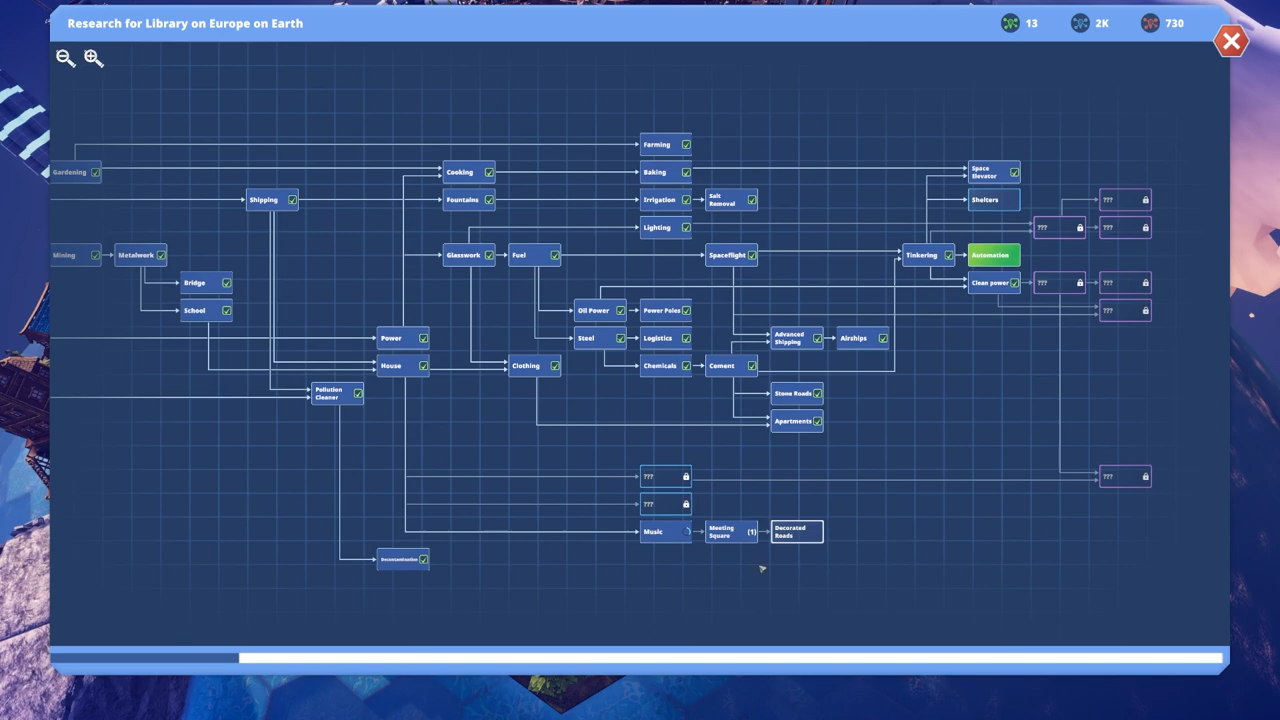 Research for Library on Europe on Earth
13
2K
730
Farming
Gardening
Cooking
Baking
Space
Elevator
Shipping
Fountains
Irrigation
Salt
Removal
Shelters
???
Lighting
???
???
Mining
Metalwork
Glasswork
Fuel
Spaceflight
Tinkering
Automation
Bridge
Clean power
???
???
School
Oil Power
Power Poles
???
Power
Steel
Logistics
Advanced
Shipping
Airships
House
Clothing
Chemicals
Cement
Pollution
Cleaner
Stone Roads
Apartments
???
???
???
Music
Meeting
Square
(1)
Decorated
Roads